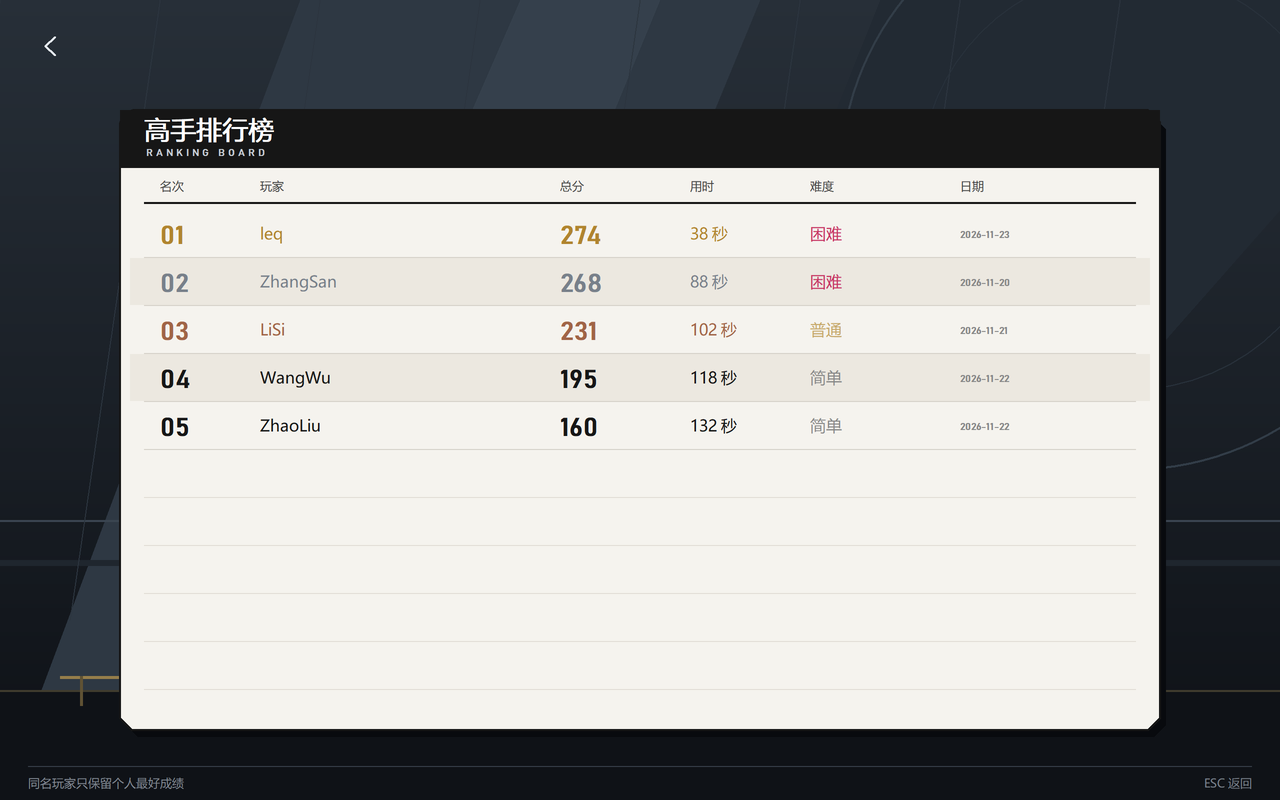 高手排行榜
RANKING BOARD
名次 玩家 总分 用时 难度 日期
01 leq 274 38 秒 困难 2026-11-23
02 ZhangSan 268 88 秒 困难 2026-11-20
03 LiSi 231 102 秒 普通 2026-11-21
04 WangWu 195 118 秒 简单 2026-11-22
05 ZhaoLiu 160 132 秒 简单 2026-11-22
同名玩家只保留个人最好成绩 ESC 返回